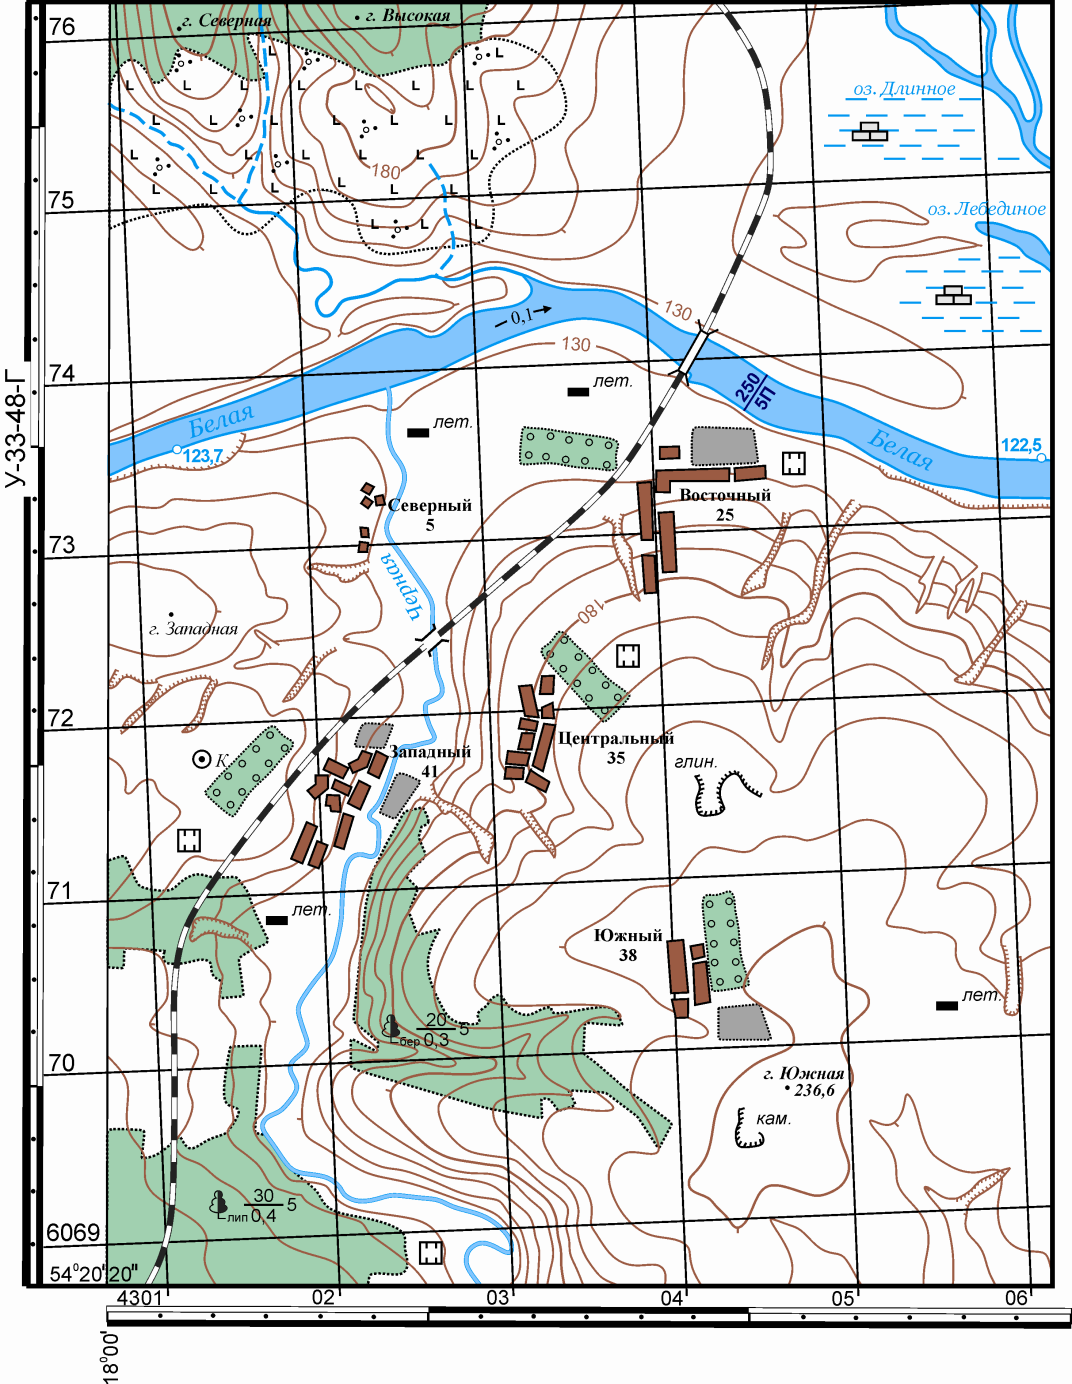 76
г. Северная
г. Высокая
оз. Длинное
180
75
оз. Лебединое
130
0,1
130
74
лет.
250
5П
лет.
Белая
Белая
123,7
122,5
Северный
5
Восточный
25
У-33-48-Г
73
Черная
180
г. Западная
72
К
Западный
41
Центральный
35
глин.
71
лет.
Южный
38
лет.
20
0,3
5
бер
70
г. Южная
236,6
кам.
30
0,4
5
лип
6069
54°20'20"
4301
02
03
04
05
06
18°00'